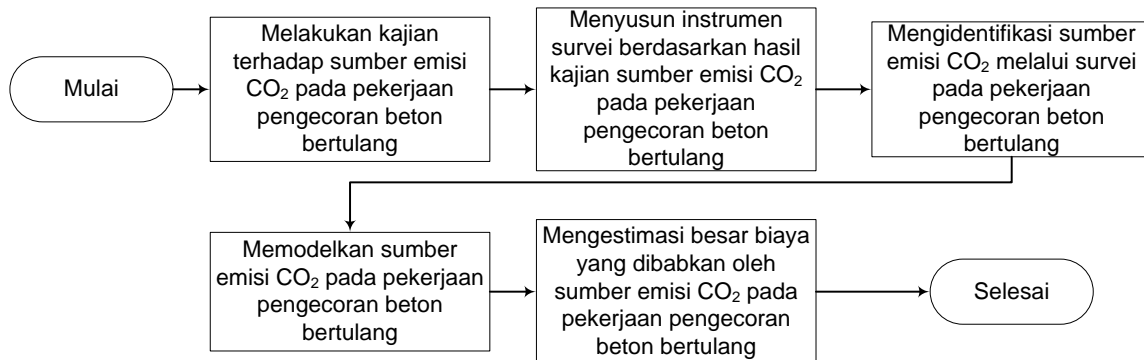 Mulai
Melakukan kajian
terhadap sumber emisi
CO₂ pada pekerjaan
pengecoran beton
bertulang
Menyusun instrumen
survei berdasarkan hasil
kajian sumber emisi CO₂
pada pekerjaan
pengecoran beton
bertulang
Mengidentifikasi sumber
emisi CO₂ melalui survei
pada pekerjaan
pengecoran beton
bertulang
Memodelkan sumber
emisi CO₂ pada pekerjaan
pengecoran beton
bertulang
Mengestimasi besar biaya
yang dibabkan oleh
sumber emisi CO₂ pada
pekerjaan pengecoran
beton bertulang
Selesai